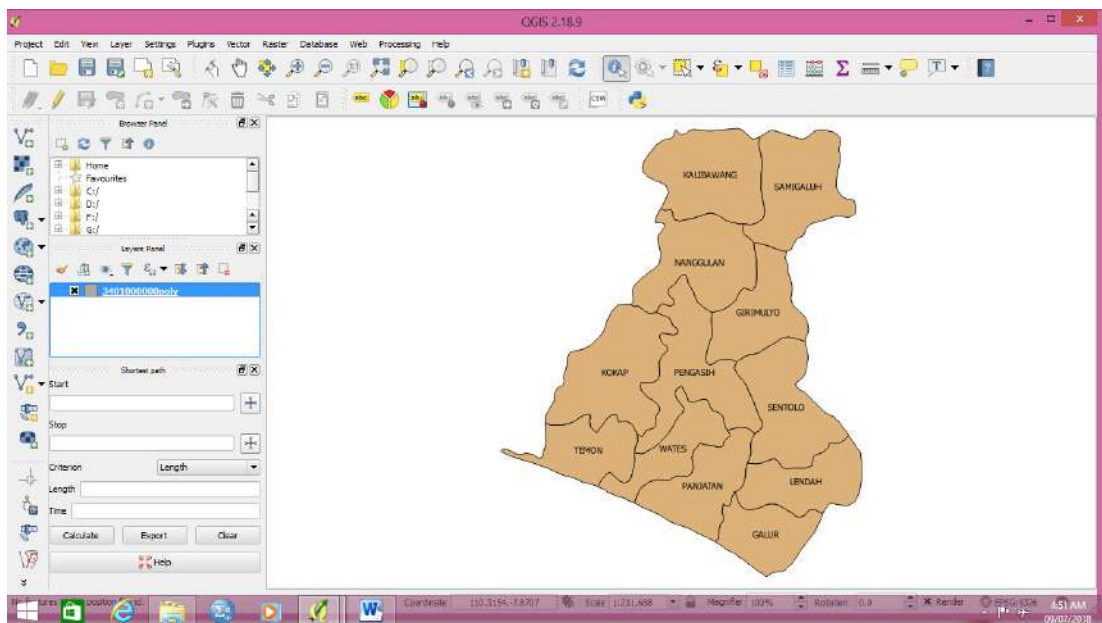 QGIS 2.18.9
Project Edit View Layer Settings Plugins Vector Raster Database Web Processing Help
Browser Panel
Home
Favourites
C:/
D:/
F:/
G:/
Layers Panel
3401000000poly
Shortest path
Start
Stop
Criterion
Length
Length
Time
Calculate Export Clear
Help
KALIBAWANG
SAMIGALUH
NANGGULAN
GIRIMULYO
KOKAP
PENGASIH
SENTOLO
TEMON
WATES
PANJATAN
LENDAH
GALUR
Coordinate 110.3154,-7.8707 Scale 1:231,688 Magnifier 100% Rotation 0.0 Render
4:51 AM
09/07/2018